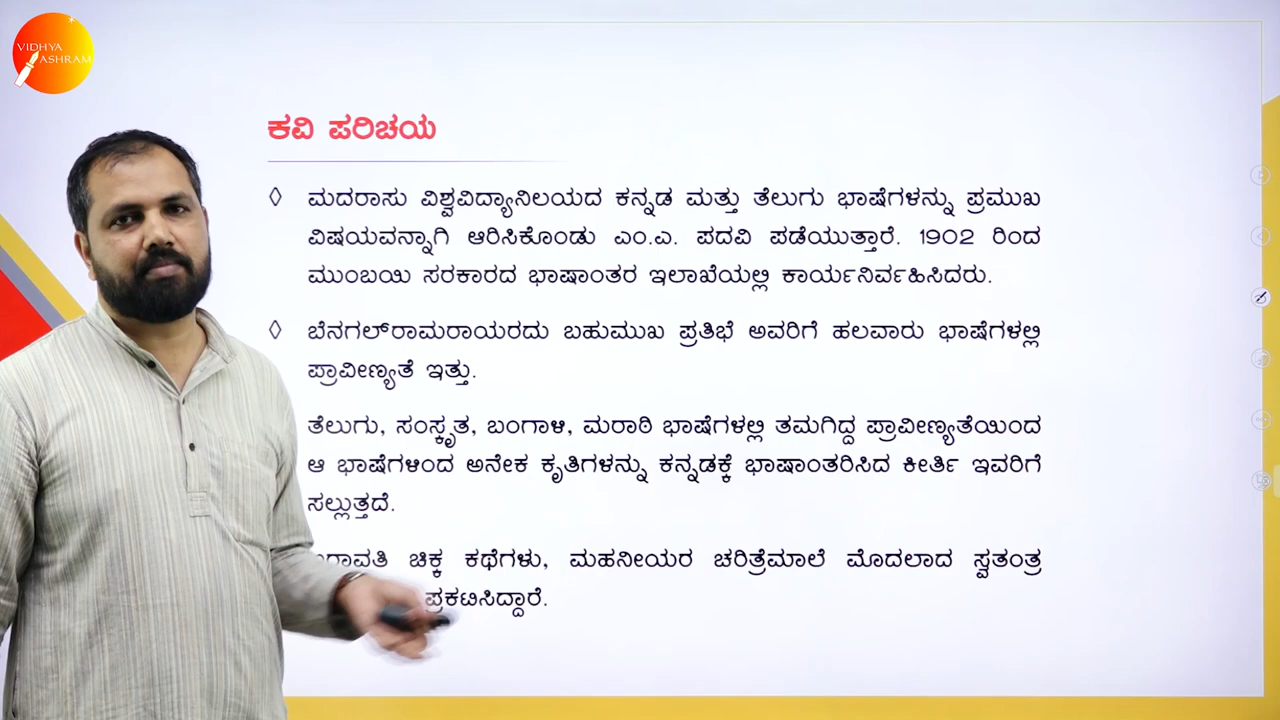 VIDHYA
ASHRAM
ಕವಿ ಪರಿಚಯ
ಮದರಾಸು ವಿಶ್ವವಿದ್ಯಾನಿಲಯದ ಕನ್ನಡ ಮತ್ತು ತೆಲುಗು ಭಾಷೆಗಳನ್ನು ಪ್ರಮುಖ
ವಿಷಯವನ್ನಾಗಿ ಆರಿಸಿಕೊಂಡು ಎಂ.ಎ. ಪದವಿ ಪಡೆಯುತ್ತಾರೆ. 1902 ರಿಂದ
ಮುಂಬಯಿ ಸರಕಾರದ ಭಾಷಾಂತರ ಇಲಾಖೆಯಲ್ಲಿ ಕಾರ್ಯನಿರ್ವಹಿಸಿದರು.
ಬೆನಗಲ್‌ರಾಮರಾಯರದು ಬಹುಮುಖ ಪ್ರತಿಭೆ ಅವರಿಗೆ ಹಲವಾರು ಭಾಷೆಗಳಲ್ಲಿ
ಪ್ರಾವೀಣ್ಯತೆ ಇತ್ತು.
ತೆಲುಗು, ಸಂಸ್ಕೃತ, ಬಂಗಾಳಿ, ಮರಾಠಿ ಭಾಷೆಗಳಲ್ಲಿ ತಮಗಿದ್ದ ಪ್ರಾವೀಣ್ಯತೆಯಿಂದ
ಆ ಭಾಷೆಗಳಿಂದ ಅನೇಕ ಕೃತಿಗಳನ್ನು ಕನ್ನಡಕ್ಕೆ ಭಾಷಾಂತರಿಸಿದ ಕೀರ್ತಿ ಇವರಿಗೆ
ಸಲ್ಲುತ್ತದೆ.
ಚಿಕ್ಕ ಕಥೆಗಳು, ಮಹನೀಯರ ಚರಿತ್ರೆಮಾಲೆ ಮೊದಲಾದ ಸ್ವತಂತ್ರ
ಪ್ರಕಟಿಸಿದ್ದಾರೆ.